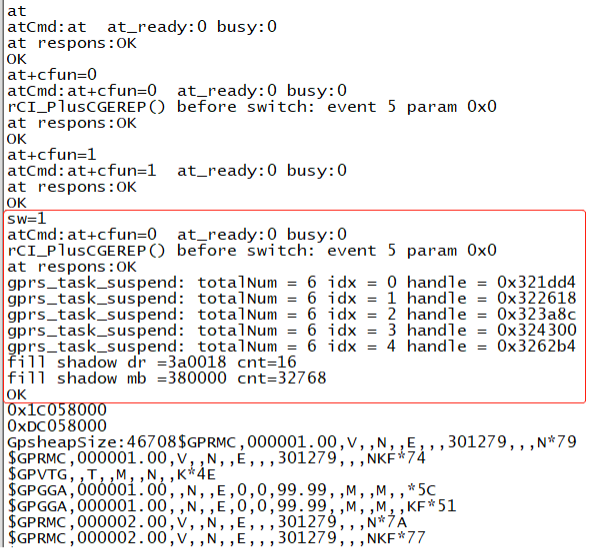 at
atCmd:at  at_ready:0 busy:0
at respons:OK
OK
at+cfun=0
atCmd:at+cfun=0  at_ready:0 busy:0
rCI_PlusCGEREP() before switch: event 5 param 0x0
at respons:OK
OK
at+cfun=1
atCmd:at+cfun=1  at_ready:0 busy:0
at respons:OK
OK
sw=1
atCmd:at+cfun=0  at_ready:0 busy:0
rCI_PlusCGEREP() before switch: event 5 param 0x0
at respons:OK
gprs_task_suspend: totalNum = 6 idx = 0 handle = 0x321dd4
gprs_task_suspend: totalNum = 6 idx = 1 handle = 0x322618
gprs_task_suspend: totalNum = 6 idx = 2 handle = 0x323a8c
gprs_task_suspend: totalNum = 6 idx = 3 handle = 0x324300
gprs_task_suspend: totalNum = 6 idx = 4 handle = 0x3262b4
fill shadow dr =3a0018 cnt=16
fill shadow mb =380000 cnt=32768
OK
0x1C058000
0xDC058000
GpsheapSize:46708$GPRMC,000001.00,V,,N,,E,,,301279,,,N*79
$GPRMC,000001.00,V,,N,,E,,,301279,,,NKF*74
$GPVTG,,T,,M,,N,,K*4E
$GPGGA,000001.00,,N,,E,0,0,99.99,,M,,M,,*5C
$GPGGA,000001.00,,N,,E,0,0,99.99,,M,,M,,KF*51
$GPRMC,000002.00,V,,N,,E,,,301279,,,N*7A
$GPRMC,000002.00,V,,N,,E,,,301279,,,NKF*77